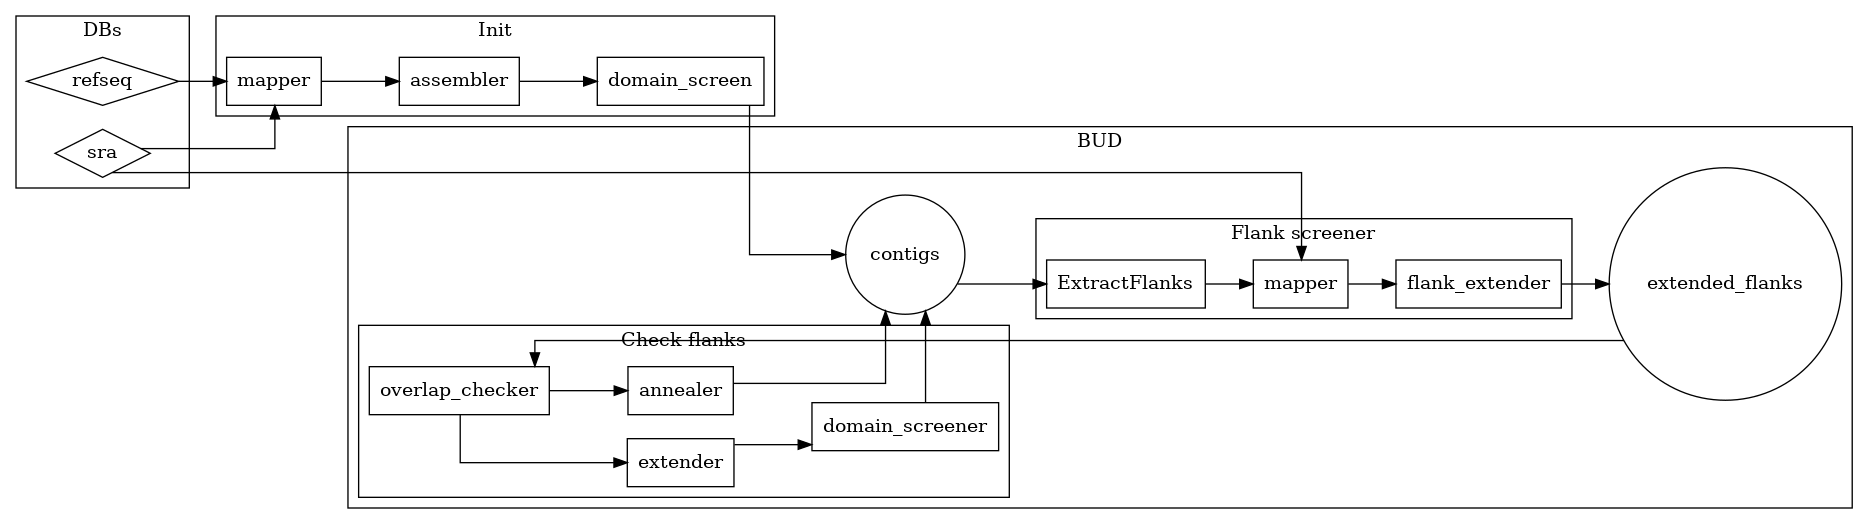 DBs
refseq
sra
Init
mapper
assembler
domain_screen
BUD
contigs
Flank screener
ExtractFlanks
mapper
flank_extender
extended_flanks
Check flanks
overlap_checker
annealer
domain_screener
extender